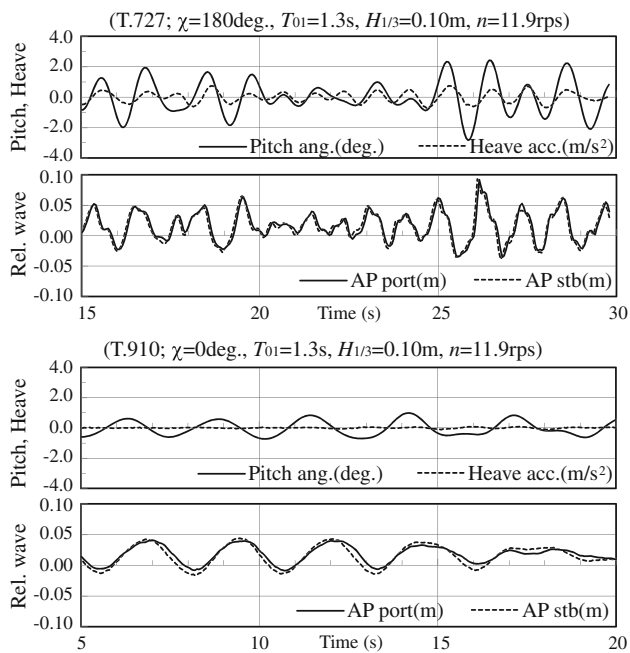 (T.727; χ=180deg., T01=1.3s, H1/3=0.10m, n=11.9rps)
Pitch, Heave
4.0
2.0
0.0
-2.0
-4.0
Pitch ang.(deg.) Heave acc.(m/s²)
Rel. wave
0.10
0.05
0.00
-0.05
-0.10
AP port(m) AP stb(m)
15 20 25 30
Time (s)
(T.910; χ=0deg., T01=1.3s, H1/3=0.10m, n=11.9rps)
Pitch, Heave
4.0
2.0
0.0
-2.0
-4.0
Pitch ang.(deg.) Heave acc.(m/s²)
Rel. wave
0.10
0.05
0.00
-0.05
-0.10
AP port(m) AP stb(m)
5 10 15 20
Time (s)